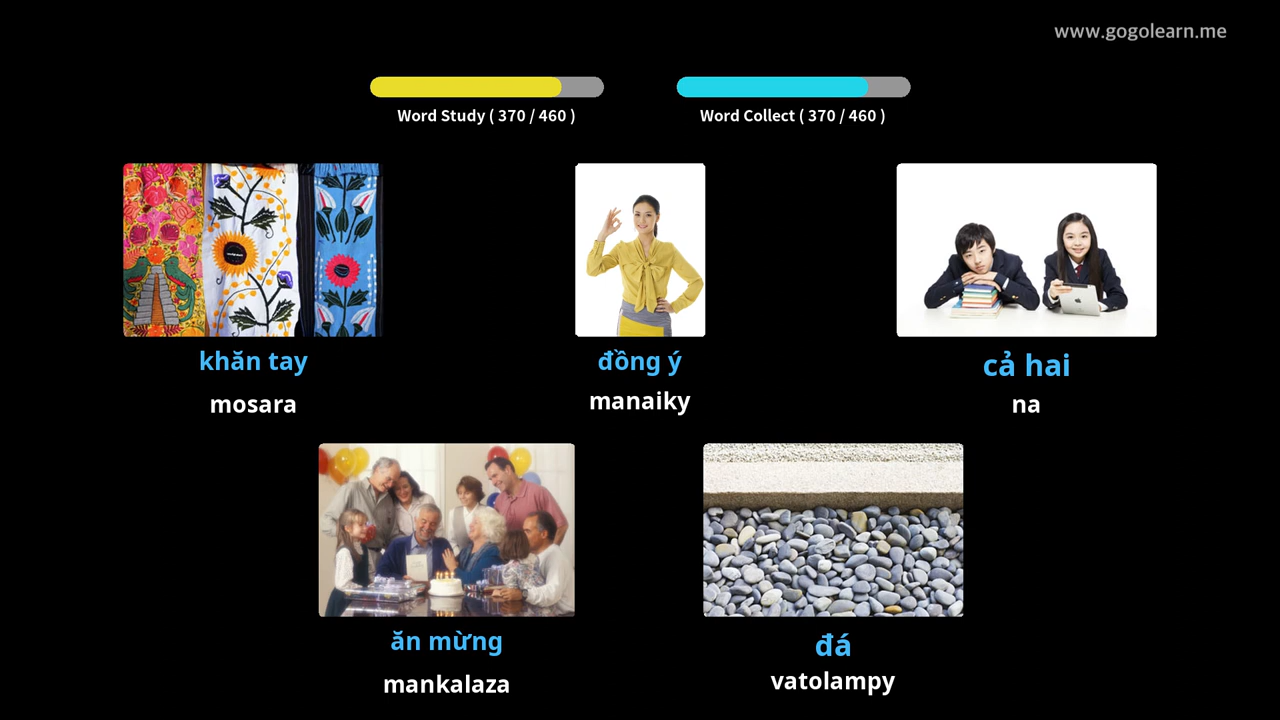 www.gogolearn.me
Word Study ( 370 / 460 )
Word Collect ( 370 / 460 )
khăn tay
mosara
đồng ý
manaiky
cả hai
na
ăn mừng
mankalaza
đá
vatolampy